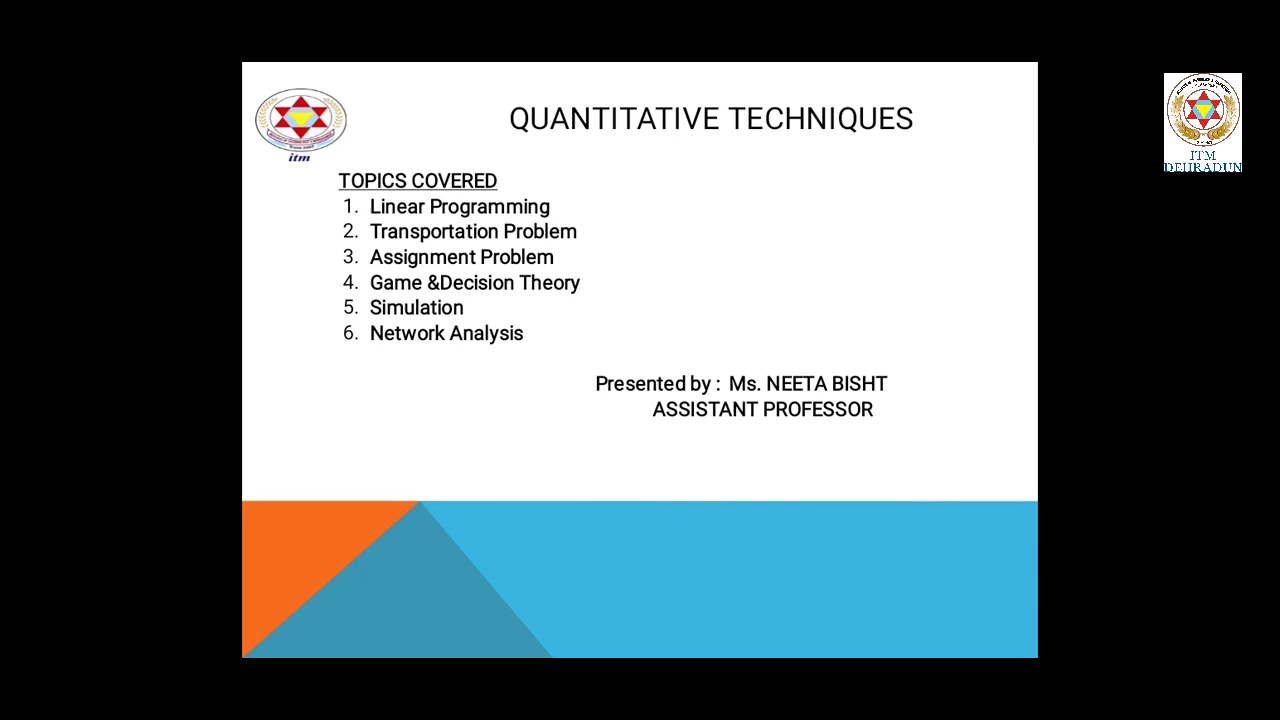 QUANTITATIVE TECHNIQUES
itm
ITM
DEHRADUN
TOPICS COVERED
1. Linear Programming
2. Transportation Problem
3. Assignment Problem
4. Game &Decision Theory
5. Simulation
6. Network Analysis
Presented by : Ms. NEETA BISHT
ASSISTANT PROFESSOR